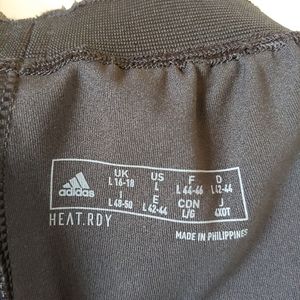 UK US F D
L 16-18 L L 44-46 L 42-44
adidas I E CON J
L 48-50 L 42-44 L/G 4XOT
HEAT.RDY MADE IN PHILIPPINES